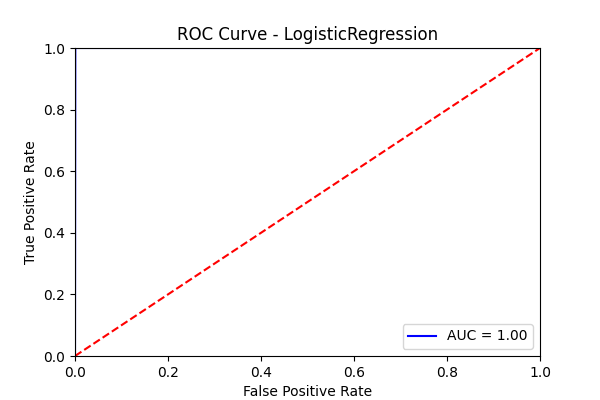 ROC Curve - LogisticRegression
1.0
0.8
0.6
0.4
0.2
0.0
True Positive Rate
AUC = 1.00
0.0 0.2 0.4 0.6 0.8 1.0
False Positive Rate